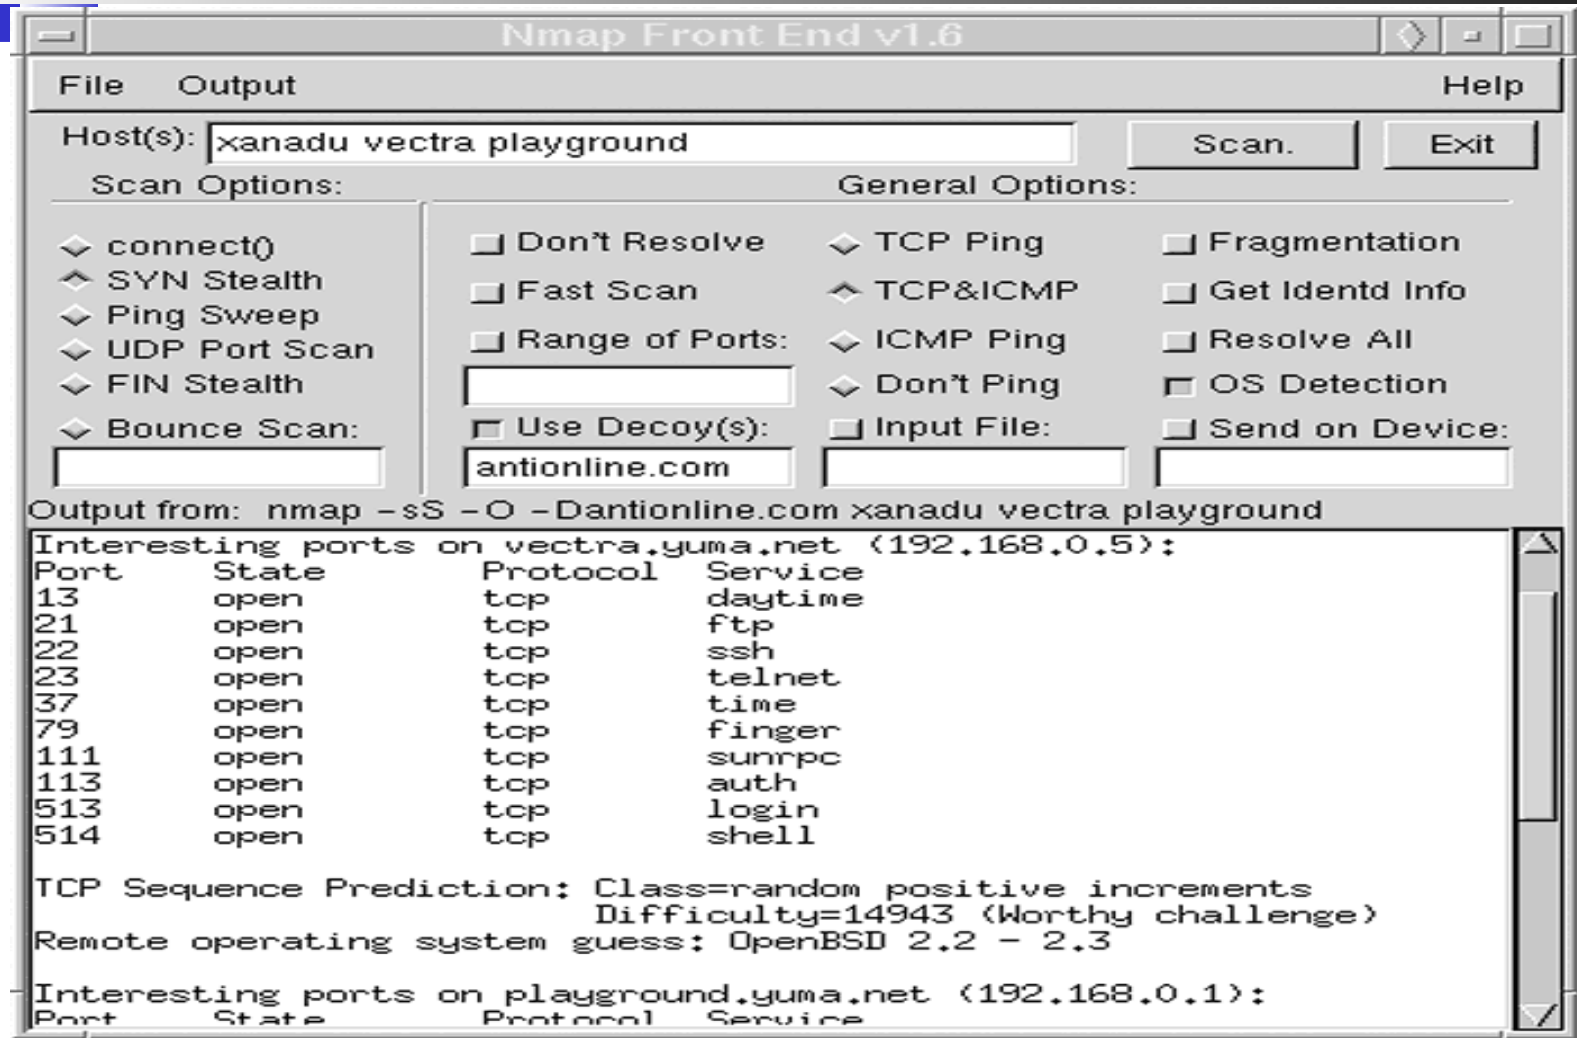 Nmap Front End v1.6
File Output Help
Host(s): xanadu vectra playground Scan. Exit
Scan Options: General Options:
connect() Don't Resolve TCP Ping Fragmentation
SYN Stealth Fast Scan TCP&ICMP Get Identd Info
Ping Sweep Range of Ports: ICMP Ping Resolve All
UDP Port Scan
FIN Stealth Don't Ping OS Detection
Bounce Scan: Use Decoy(s): Input File: Send on Device:
antionline.com
Output from: nmap -sS -O -Dantionline.com xanadu vectra playground
Interesting ports on vectra.yuma.net (192.168.0.5):
Port State Protocol Service
13 open tcp daytime
21 open tcp ftp
22 open tcp ssh
23 open tcp telnet
37 open tcp time
79 open tcp finger
111 open tcp sunrpc
113 open tcp auth
513 open tcp login
514 open tcp shell
TCP Sequence Prediction: Class=random positive increments
Difficulty=14943 (Worthy challenge)
Remote operating system guess: OpenBSD 2.2 - 2.3
Interesting ports on playground.yuma.net (192.168.0.1):
Port State Protocol Service